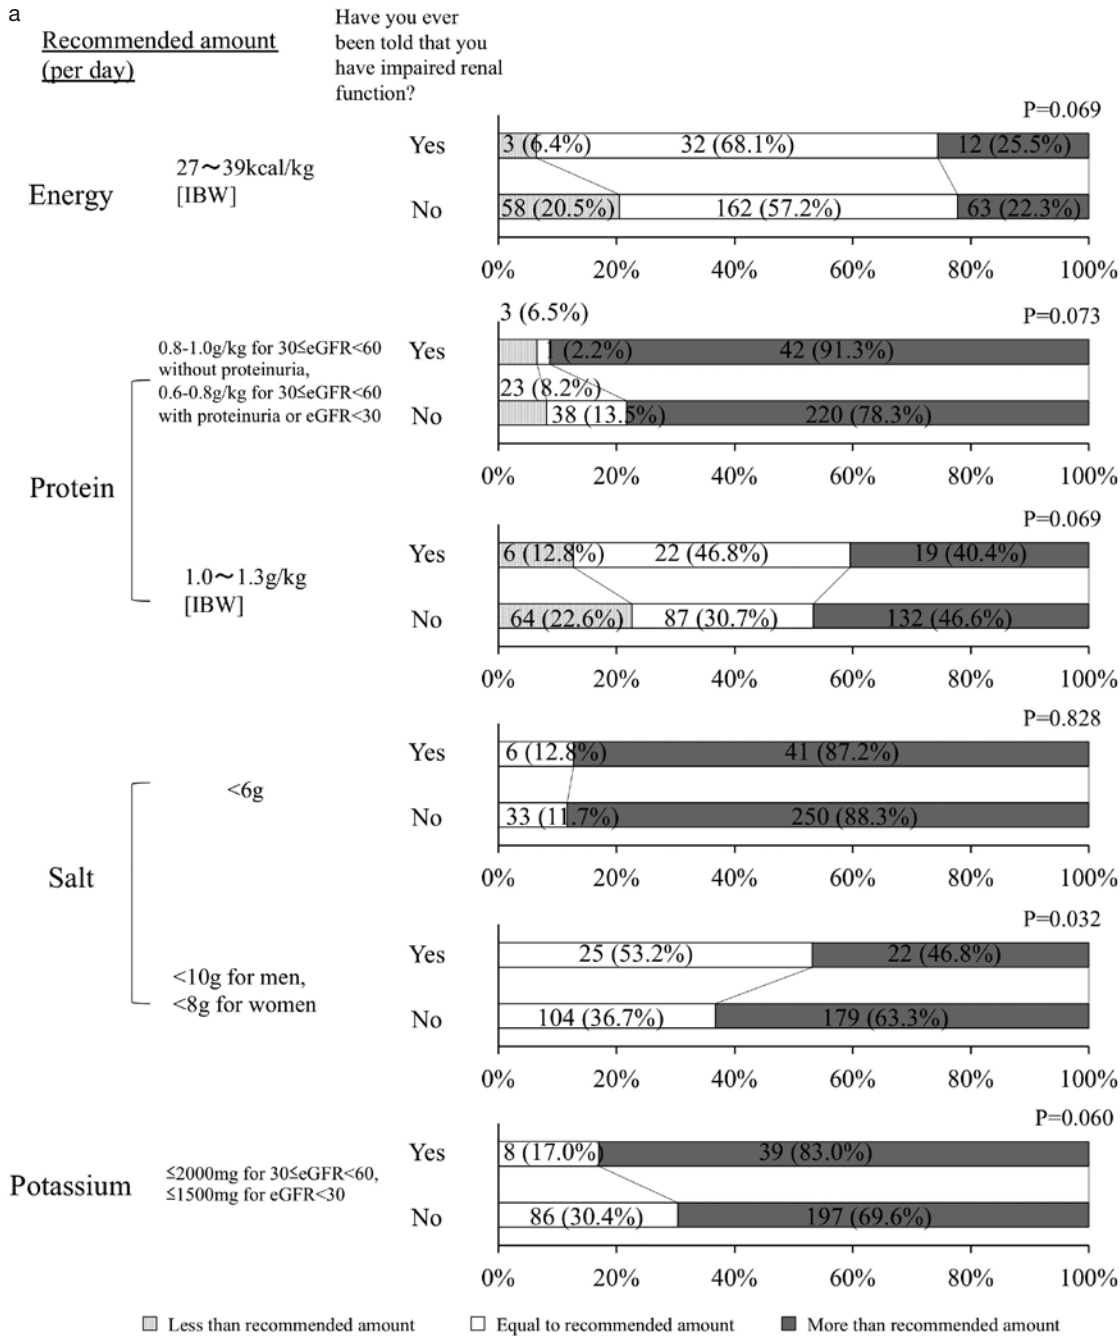 a
Recommended amount
(per day)
Have you ever
been told that you
have impaired renal
function?
P=0.069
Energy
27～39kcal/kg
[IBW]
Yes
3 (6.4%)
32 (68.1%)
12 (25.5%)
No
58 (20.5%)
162 (57.2%)
63 (22.3%)
0%
20%
40%
60%
80%
100%
Protein
P=0.073
0.8-1.0g/kg for 30≦eGFR<60
without proteinuria,
0.6-0.8g/kg for 30≦eGFR<60
with proteinuria or eGFR<30
3 (6.5%)
Yes
1 (2.2%)
42 (91.3%)
23 (8.2%)
No
38 (13.5%)
220 (78.3%)
0%
20%
40%
60%
80%
100%
P=0.069
1.0～1.3g/kg
[IBW]
Yes
6 (12.8%)
22 (46.8%)
19 (40.4%)
No
64 (22.6%)
87 (30.7%)
132 (46.6%)
0%
20%
40%
60%
80%
100%
Salt
P=0.828
<6g
Yes
6 (12.8%)
41 (87.2%)
No
33 (11.7%)
250 (88.3%)
0%
20%
40%
60%
80%
100%
P=0.032
<10g for men,
<8g for women
Yes
25 (53.2%)
22 (46.8%)
No
104 (36.7%)
179 (63.3%)
0%
20%
40%
60%
80%
100%
P=0.060
Potassium
≦2000mg for 30≦eGFR<60,
≦1500mg for eGFR<30
Yes
8 (17.0%)
39 (83.0%)
No
86 (30.4%)
197 (69.6%)
0%
20%
40%
60%
80%
100%
Less than recommended amount
Equal to recommended amount
More than recommended amount